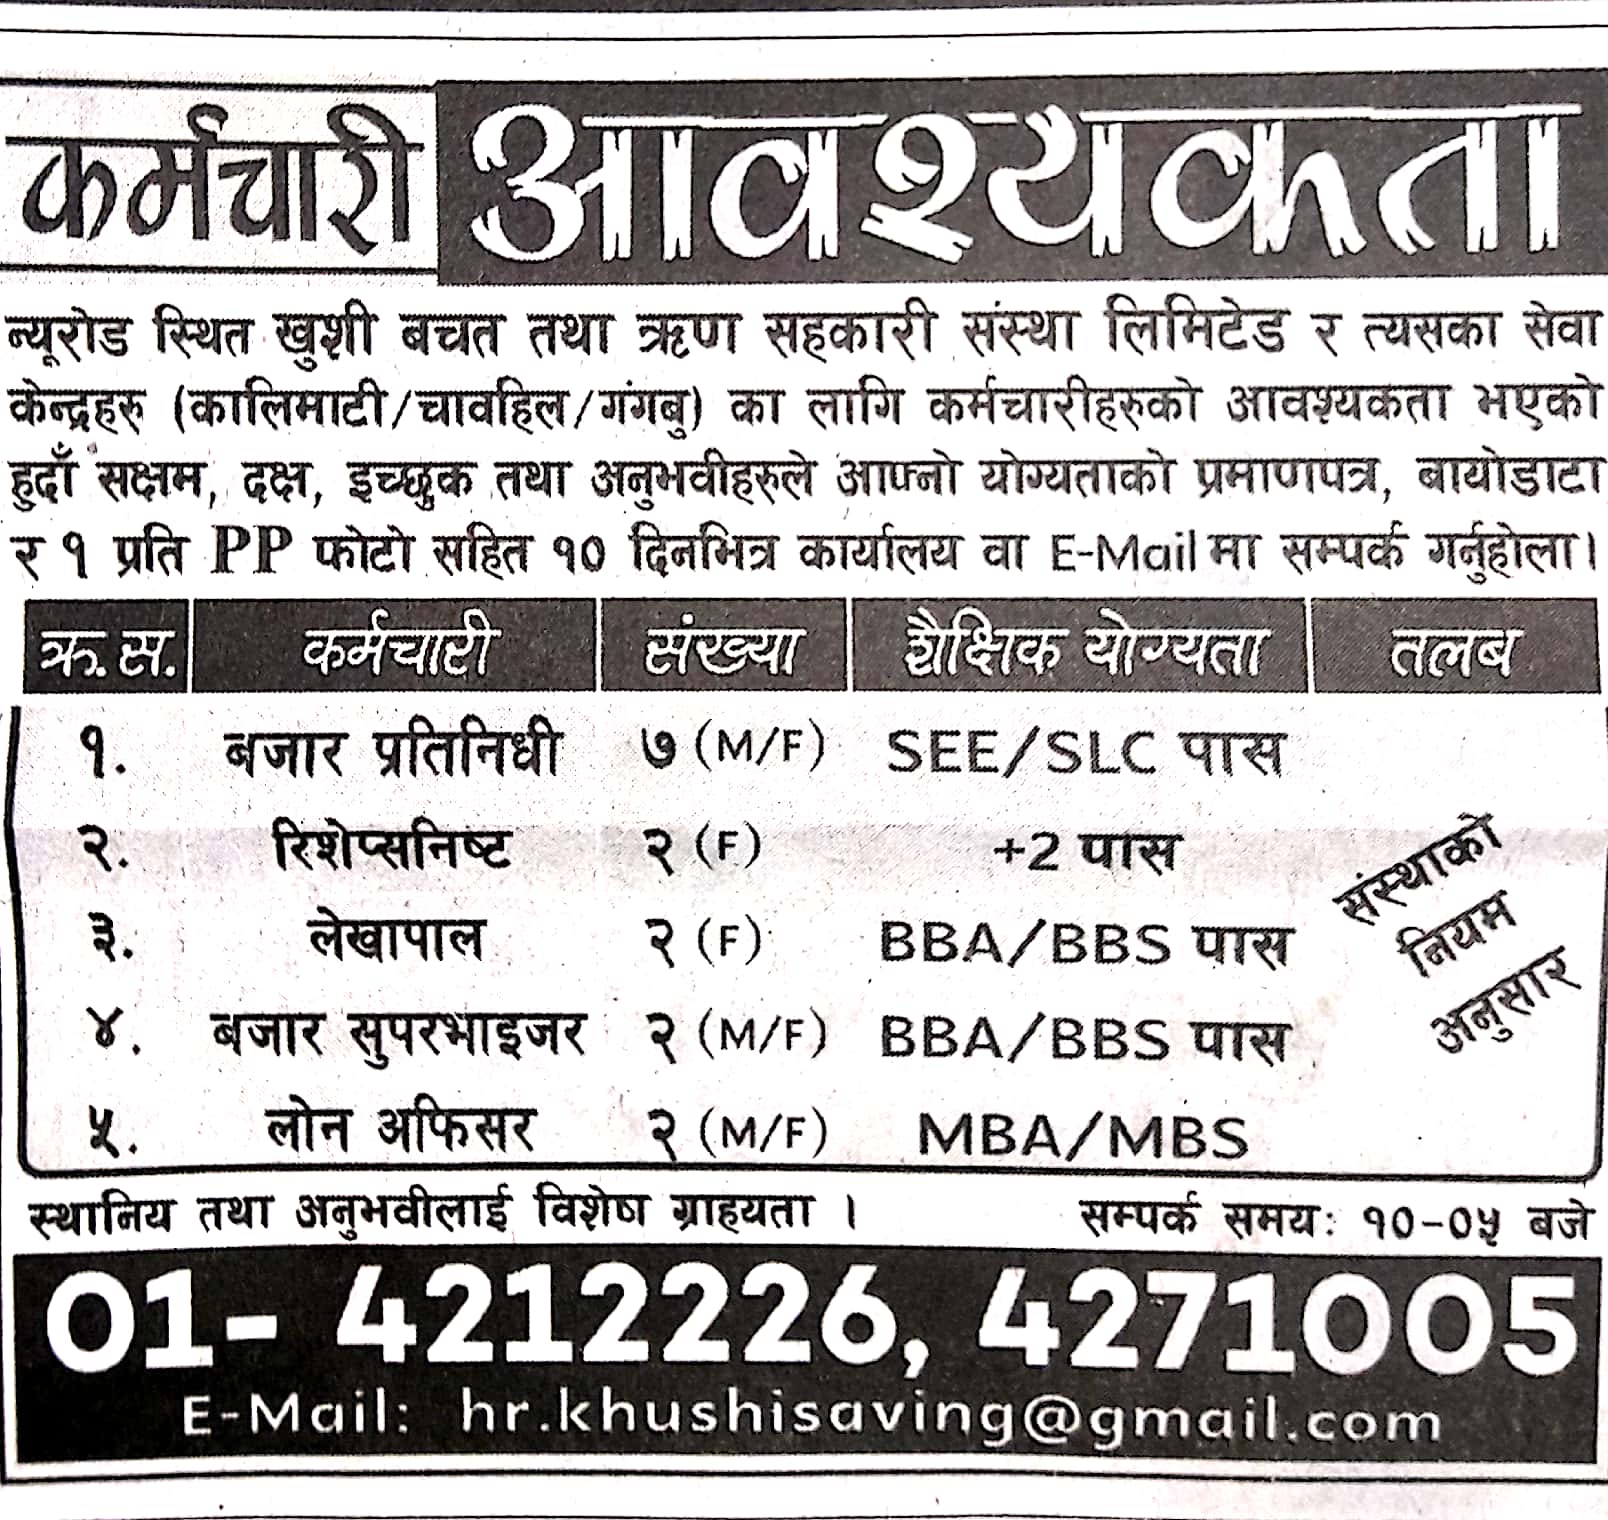 कर्मचारी आवश्यकता
न्यूरोड स्थित खुशी बचत तथा ऋण सहकारी संस्था लिमिटेड र त्यसका सेवा
केन्द्रहरु (कालिमाटी/चावहिल/गंगबु) का लागि कर्मचारीहरुको आवश्यकता भएको
हुदाँ सक्षम, दक्ष, इच्छुक तथा अनुभवीहरुले आफ्नो योग्यताको प्रमाणपत्र, बायोडाटा
र १ प्रति PP फोटो सहित १० दिनभित्र कार्यालय वा E-Mail मा सम्पर्क गर्नुहोला।
क्र.स. कर्मचारी संख्या शैक्षिक योग्यता तलब
१. बजार प्रतिनिधी ७ (M/F) SEE/SLC पास
२. रिशेप्सनिष्ट २ (F) +2 पास
३. लेखापाल २ (F) BBA/BBS पास
४. बजार सुपरभाइजर २ (M/F) BBA/BBS पास
५. लोन अफिसर २ (M/F) MBA/MBS
संस्थाको
नियम
अनुसार
स्थानिय तथा अनुभवीलाई विशेष ग्राहयता । सम्पर्क समयः १०-०५ बजे
01- 4212226, 4271005
E-Mail: hr.khushisaving@gmail.com